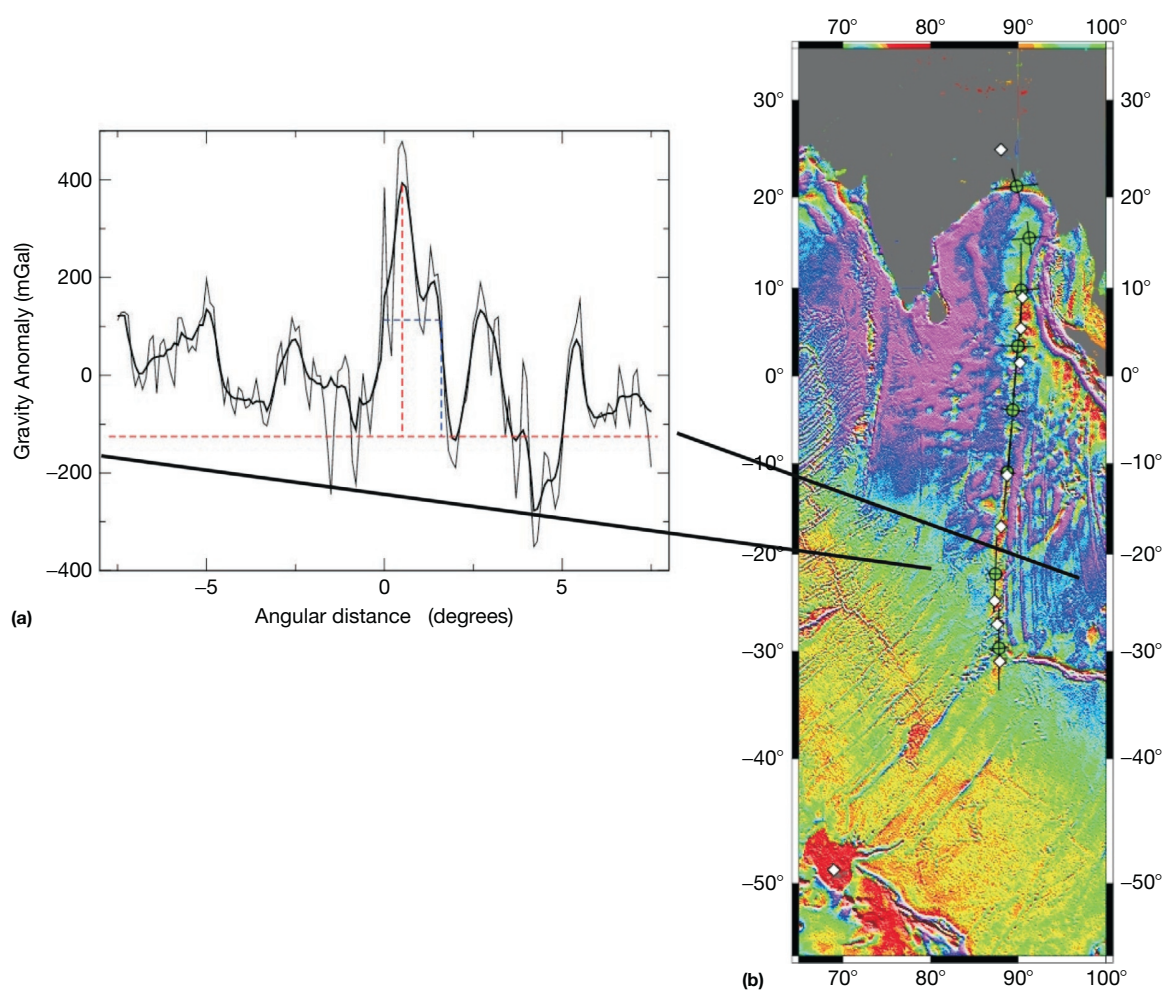 70° 80° 90° 100°
30° 30°
20° 20°
10° 10°
0° 0°
–10° –10°
–20° –20°
–30° –30°
–40° –40°
–50° –50°
70° 80° 90° 100°
(b)
400
200
0
–200
–400
Gravity Anomaly (mGal)
–5 0 5
Angular distance (degrees)
(a)